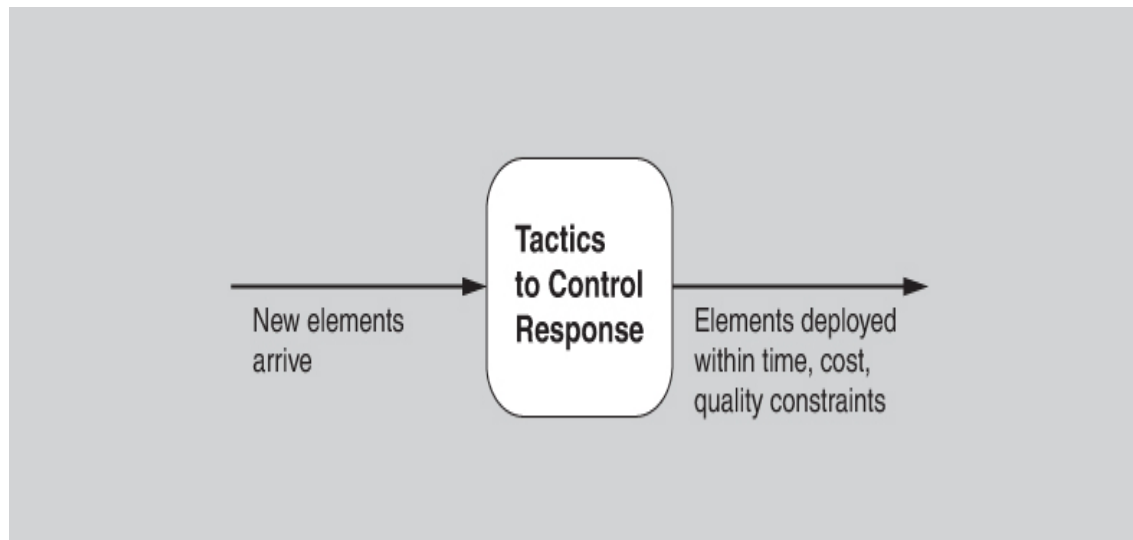 New elements
arrive
Tactics
to Control
Response
Elements deployed
within time, cost,
quality constraints